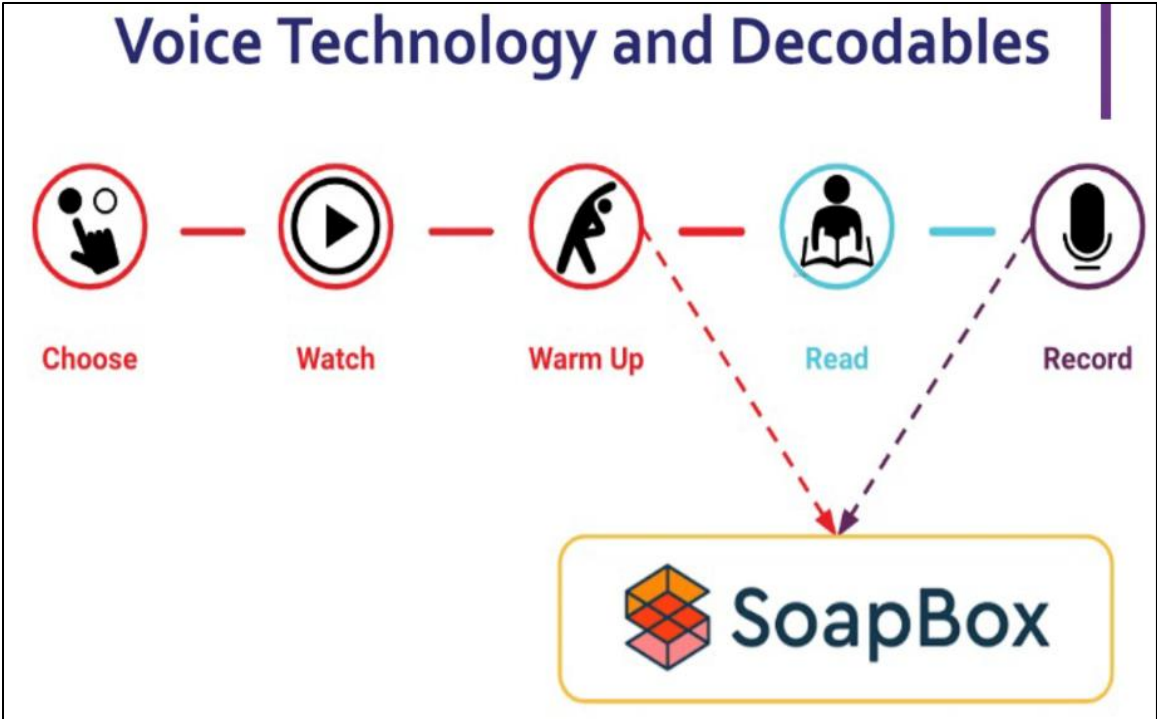 Voice Technology and Decodables
Choose
Watch
Warm Up
Read
Record
SoapBox